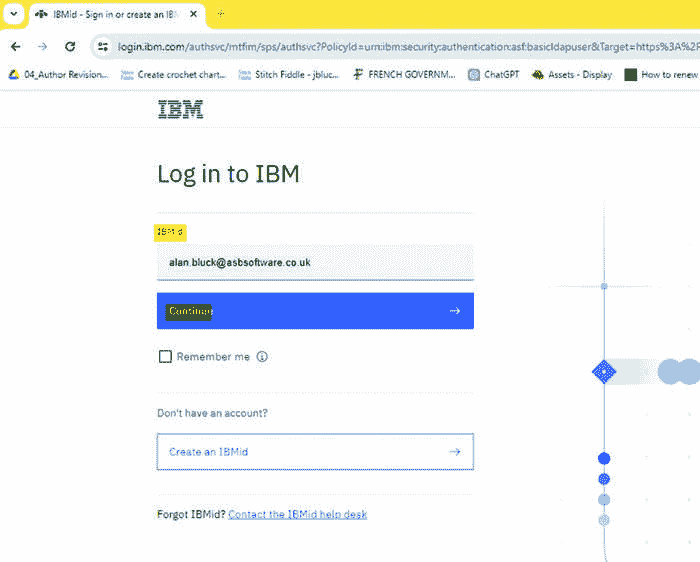 IBMid - Sign in or create an IBM
login.ibm.com/authsvc/mtfim/sps/authsvc?PolicyId=urn:ibm:security:authentication:asf:basicldapuser&Target=https%3A%2F
04_Author Revision... Create crochet chart... Stitch Fiddle - jbluc... FRENCH GOVERNM... ChatGPT Assets - Display How to renew
IBM
Log in to IBM
IBMid
alan.bluck@asbsoftware.co.uk
Continue
Remember me
Don't have an account?
Create an IBMid
Forgot IBMid? Contact the IBMid help desk